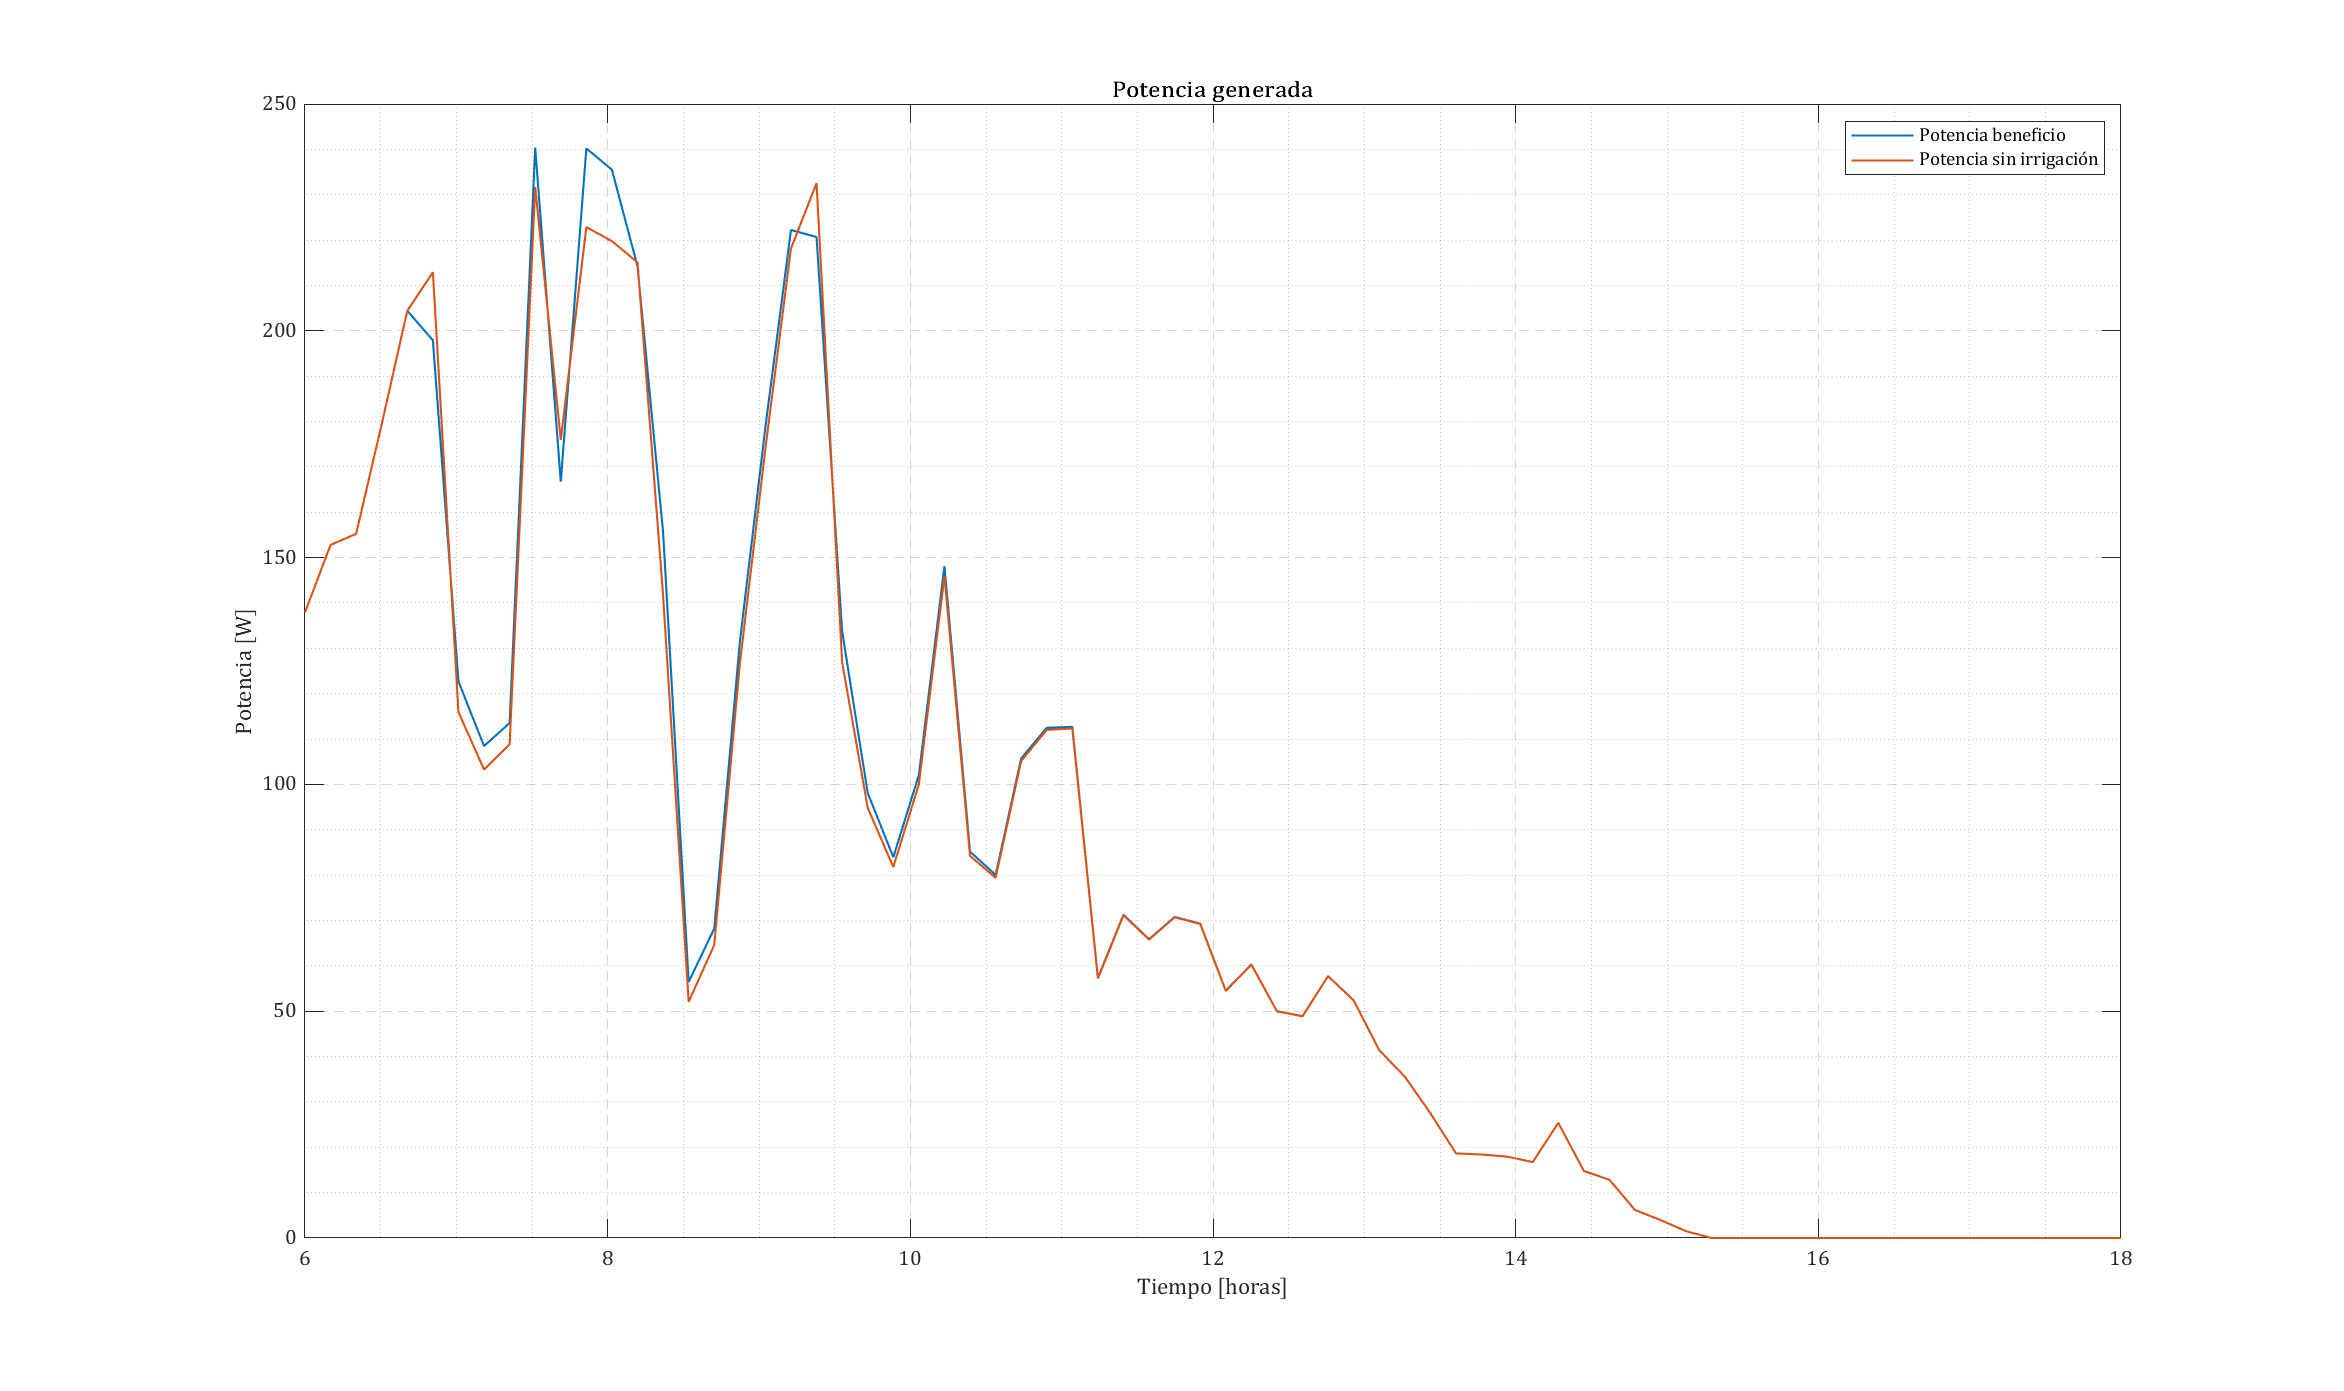 Potencia generada
250
200
150
100
50
0
Potencia [W]
Potencia beneficio
Potencia sin irrigación
6 8 10 12 14 16 18
Tiempo [horas]